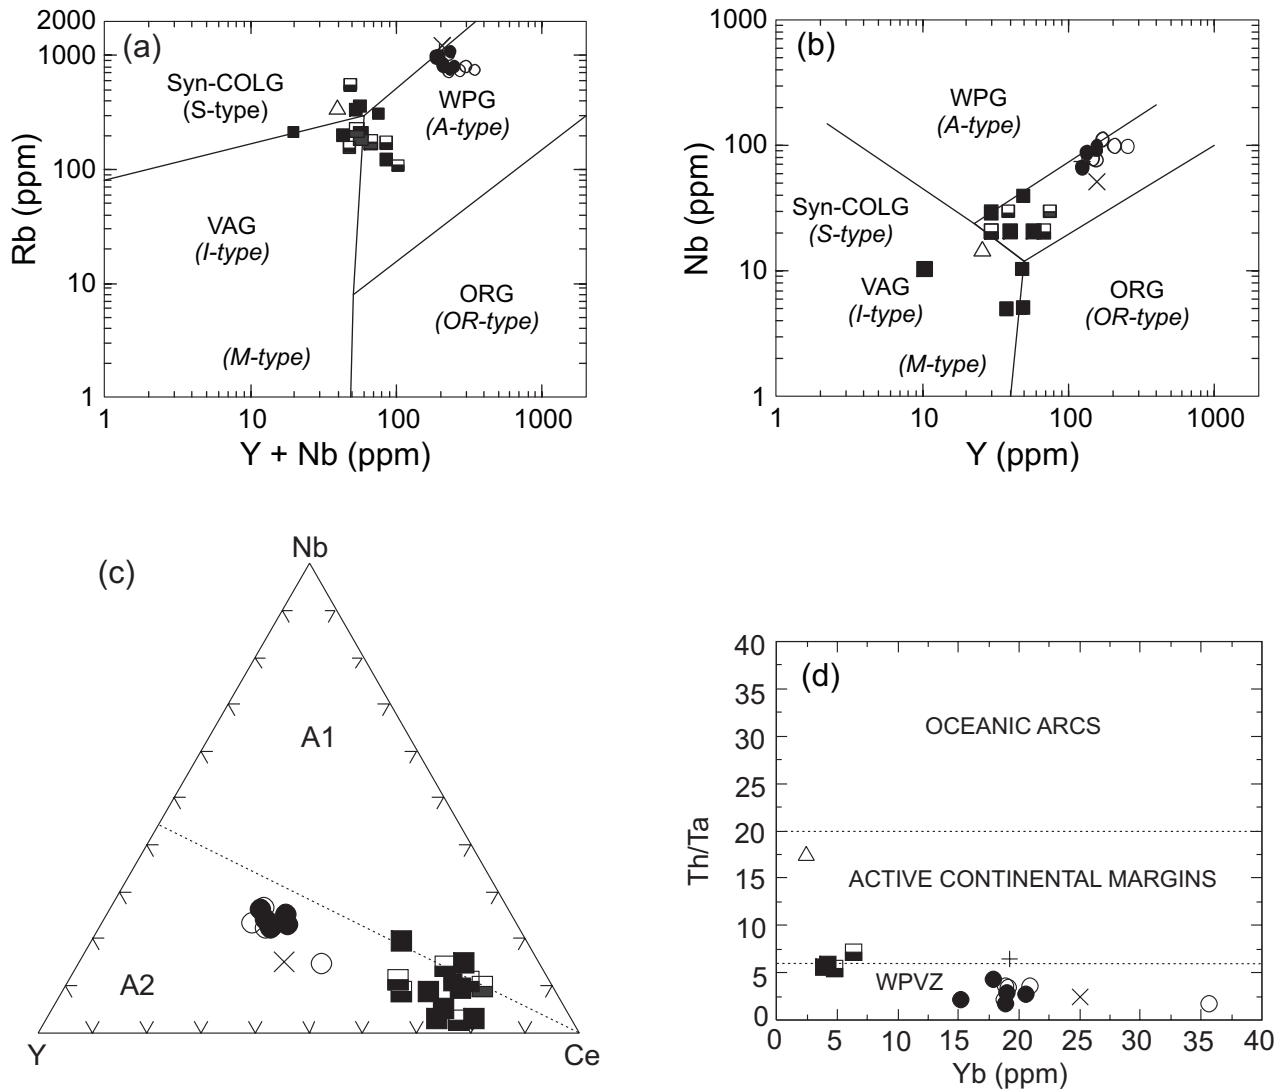 (a)
2000
1000
100
10
1
Rb (ppm)
Syn-COLG
(S-type)
WPG
(A-type)
VAG
(I-type)
ORG
(OR-type)
(M-type)
1
10
100
1000
Y + Nb (ppm)
(b)
1000
100
10
1
Nb (ppm)
WPG
(A-type)
Syn-COLG
(S-type)
VAG
(I-type)
ORG
(OR-type)
(M-type)
10
100
1000
Y (ppm)
(c)
Nb
A1
A2
Y
Ce
(d)
40
35
30
25
20
15
10
5
0
Th/Ta
OCEANIC ARCS
ACTIVE CONTINENTAL MARGINS
WPVZ
0
5
10
15
20
25
30
35
40
Yb (ppm)